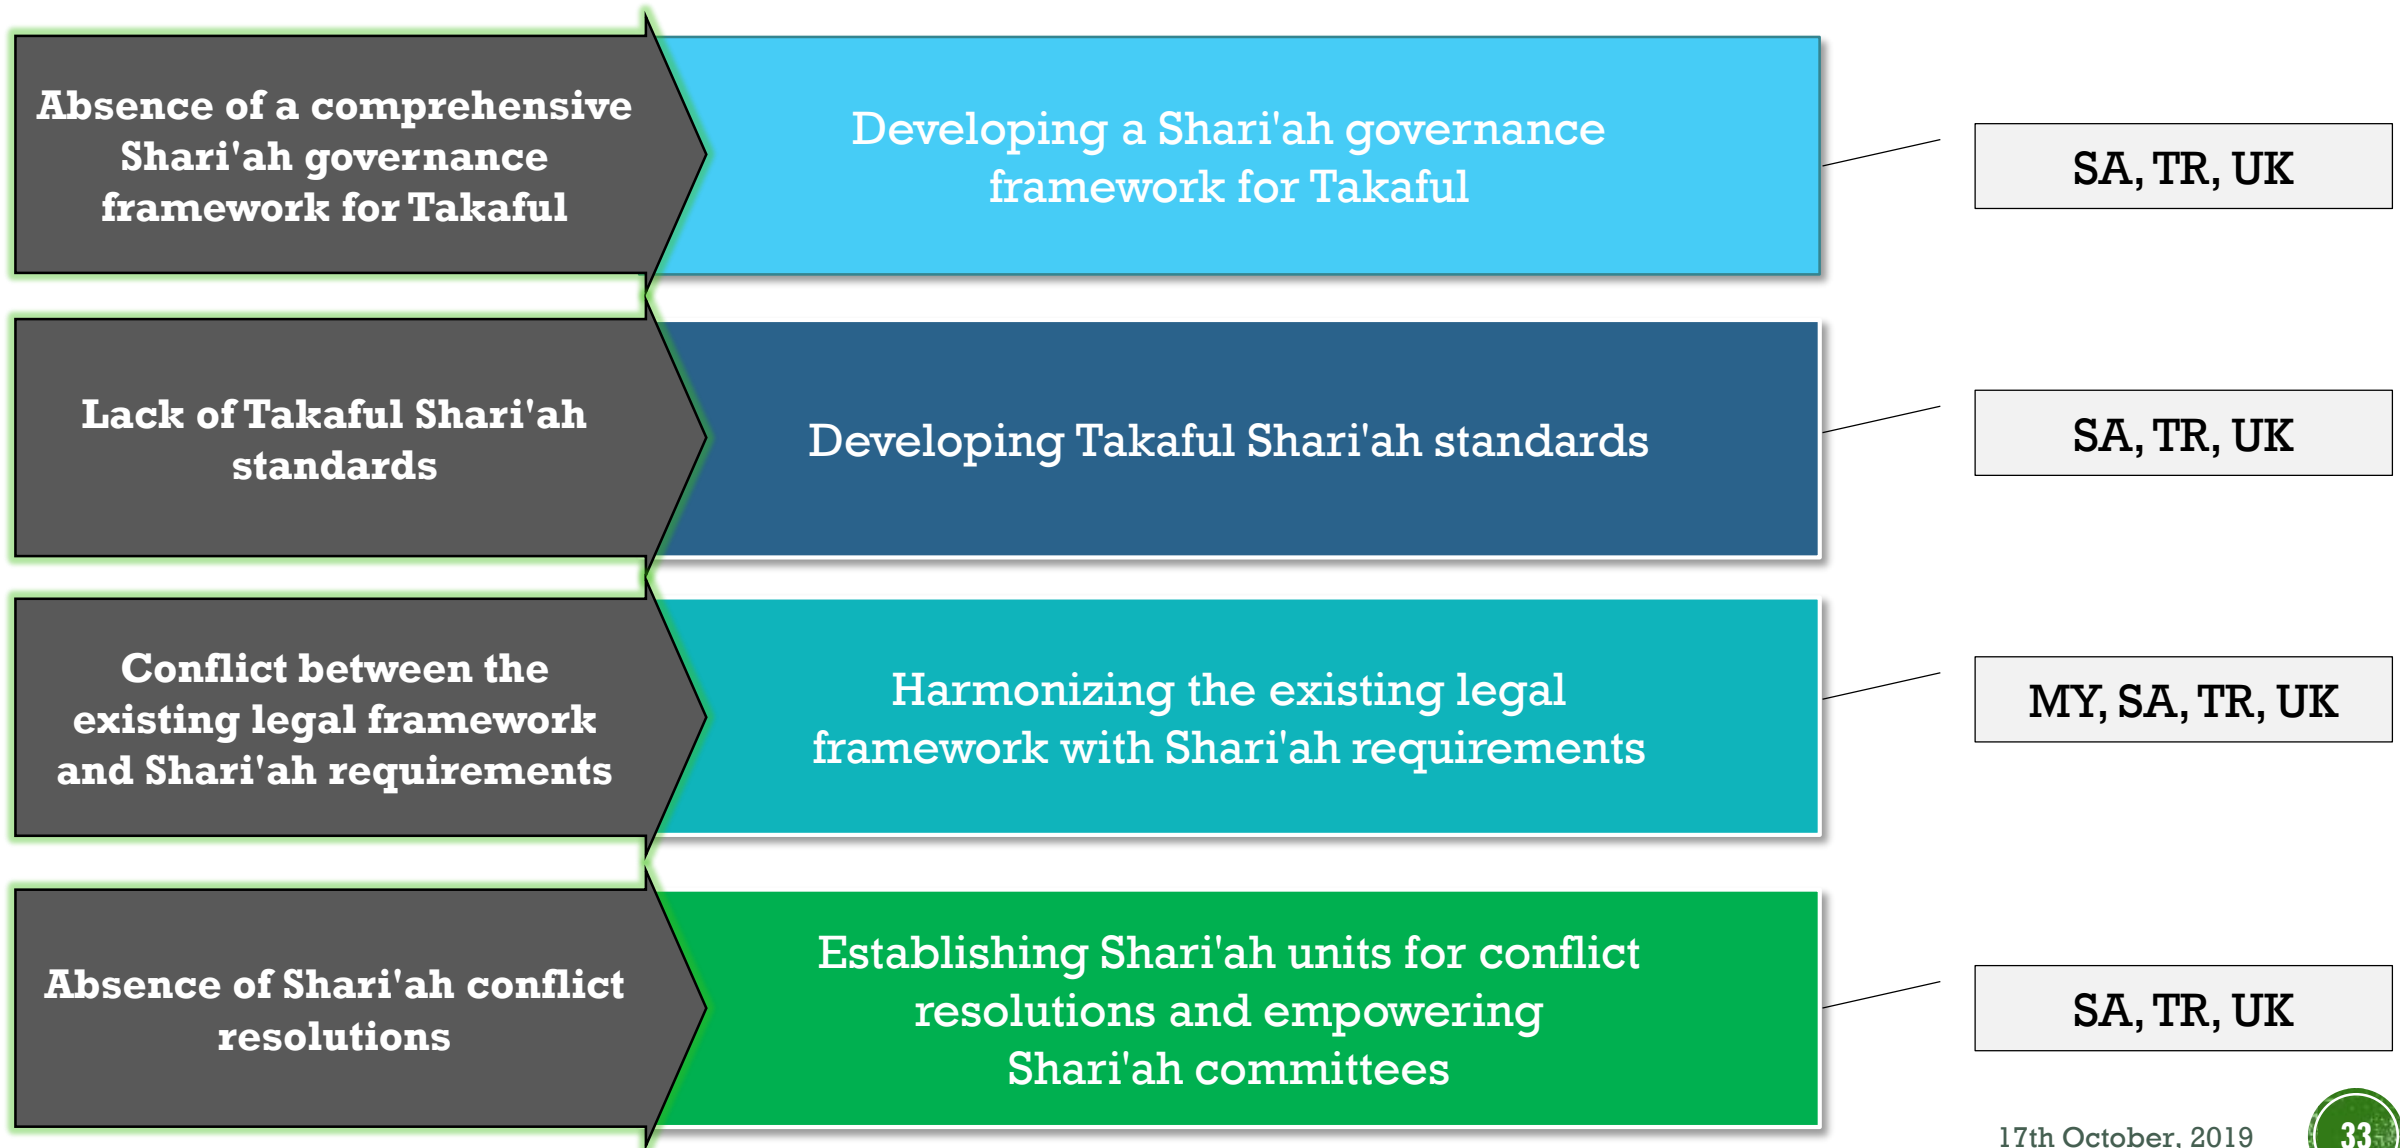 Absence of a comprehensive
Shari'ah governance
framework for Takaful
Developing a Shari'ah governance
framework for Takaful
SA, TR, UK
Lack of Takaful Shari'ah
standards
Developing Takaful Shari'ah standards
SA, TR, UK
Conflict between the
existing legal framework
and Shari'ah requirements
Harmonizing the existing legal
framework with Shari'ah requirements
MY, SA, TR, UK
Absence of Shari'ah conflict
resolutions
Establishing Shari'ah units for conflict
resolutions and empowering
Shari'ah committees
SA, TR, UK
17th October, 2019
33